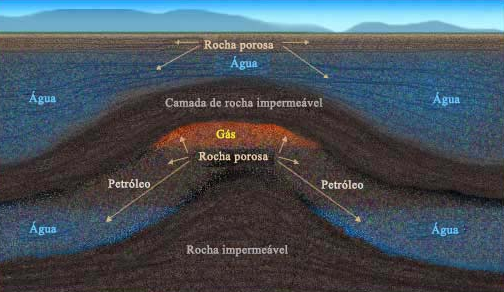 Rocha porosa
Água
Água
Água
Camada de rocha impermeável
Gás
Rocha porosa
Petróleo
Petróleo
Água
Água
Rocha impermeável